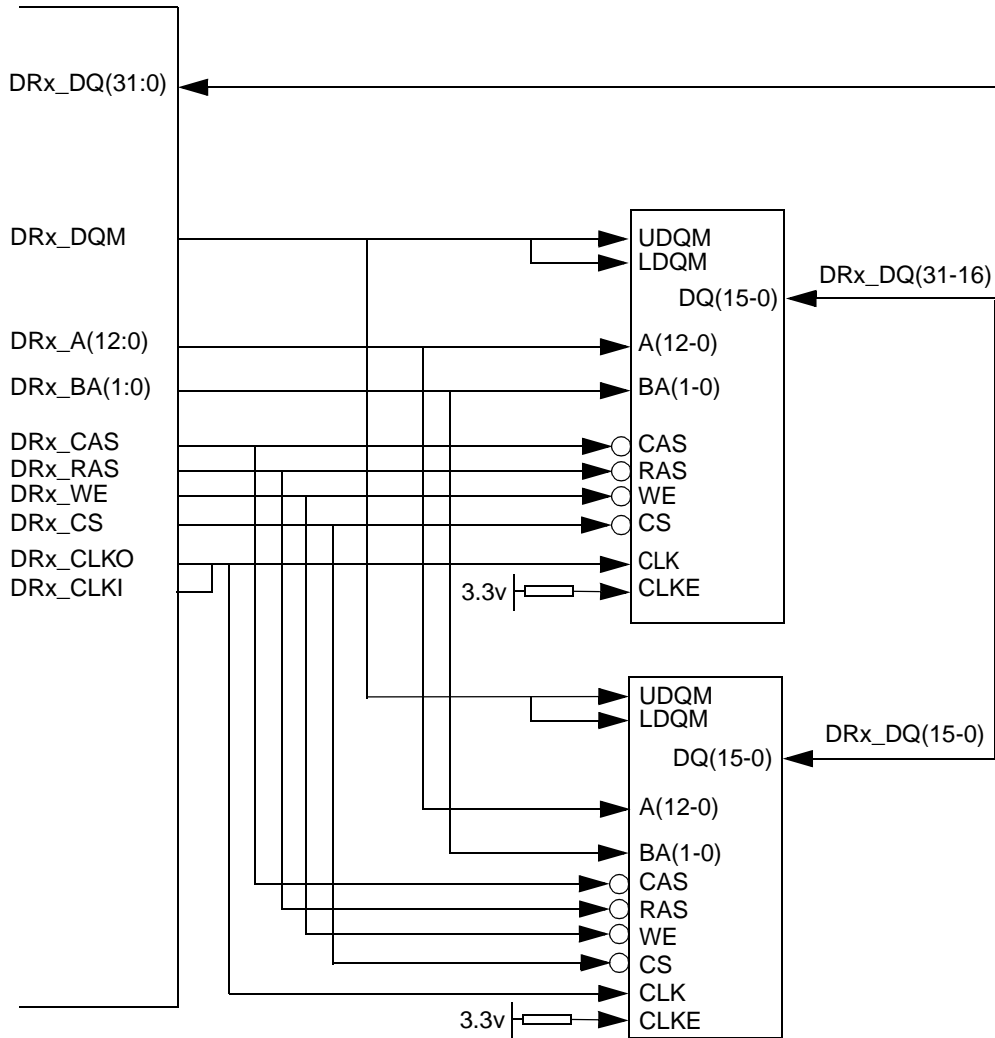 DRx_DQ(31:0)
DRx_DQM
DRx_A(12:0)
DRx_BA(1:0)
DRx_CAS
DRx_RAS
DRx_WE
DRx_CS
DRx_CLKO
DRx_CLKI
UDQM
LDQM
DQ(15-0)
A(12-0)
BA(1-0)
CAS
RAS
WE
CS
CLK
CLKE
3.3v
DRx_DQ(31-16)
UDQM
LDQM
DQ(15-0)
A(12-0)
BA(1-0)
CAS
RAS
WE
CS
CLK
CLKE
3.3v
DRx_DQ(15-0)